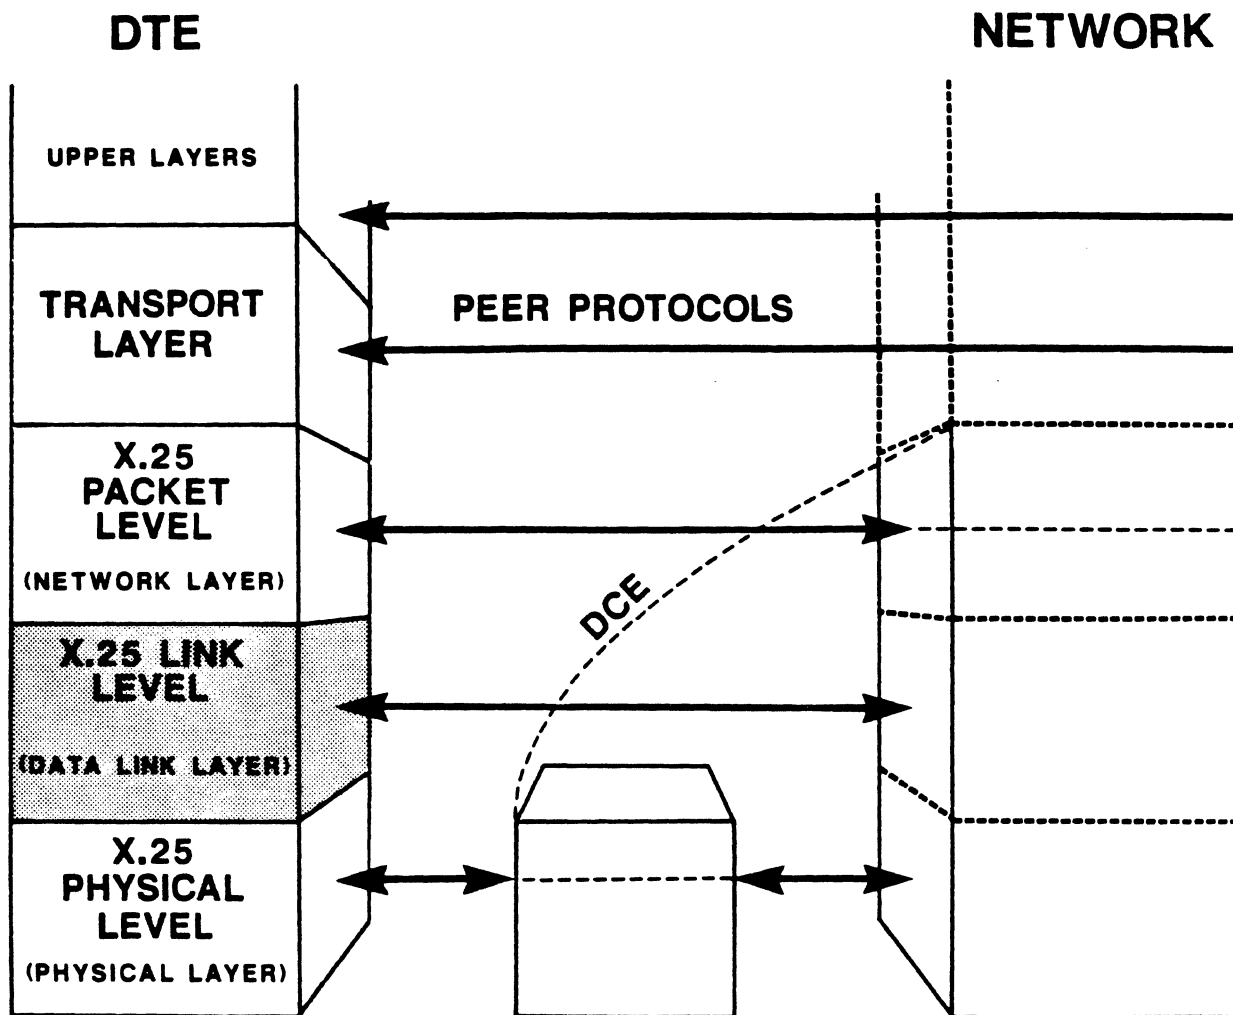 DTE
NETWORK
UPPER LAYERS
TRANSPORT
LAYER
PEER PROTOCOLS
X.25
PACKET
LEVEL
(NETWORK LAYER)
DCE
X.25 LINK
LEVEL
(DATA LINK LAYER)
X.25
PHYSICAL
LEVEL
(PHYSICAL LAYER)